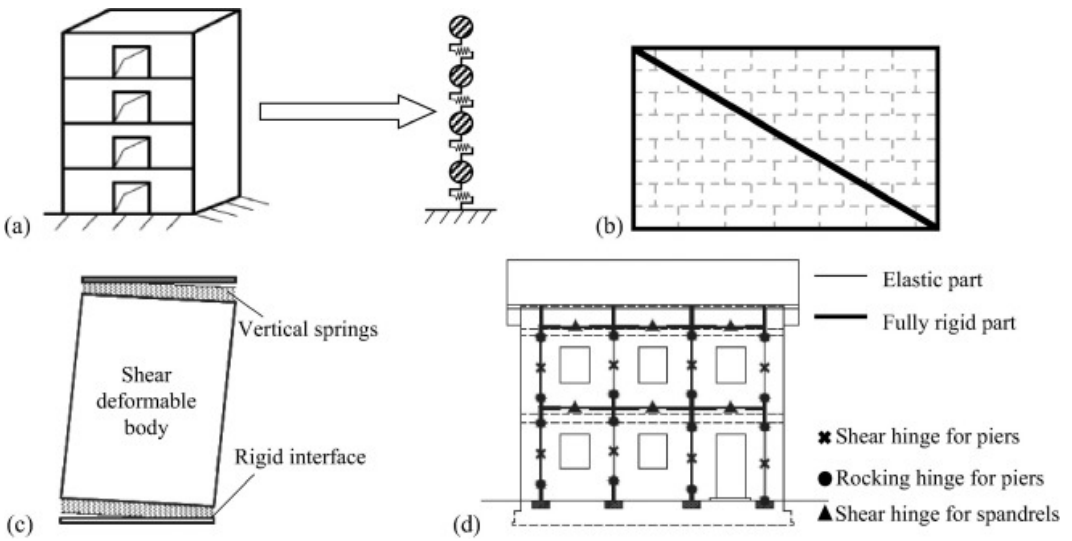 (a)
(b)
Vertical springs
Shear
deformable
body
Rigid interface
(c)
Elastic part
Fully rigid part
Shear hinge for piers
Rocking hinge for piers
Shear hinge for spandrels
(d)